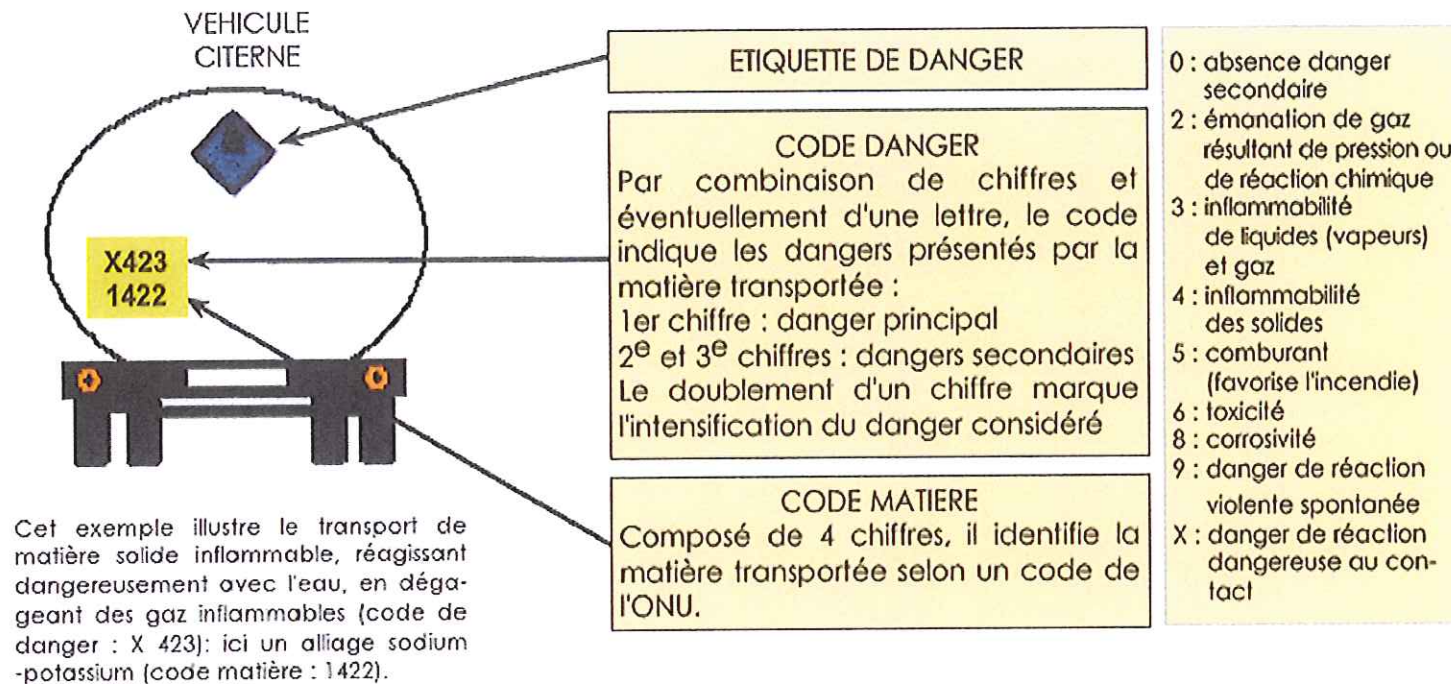 VEHICULE
CITERNE
X423
1422
Cet exemple illustre le transport de
matière solide inflammable, réagissant
dangereusement avec l'eau, en déga-
geant des gaz inflammables (code de
danger : X 423): ici un alliage sodium
-potassium (code matière : 1422).
ETIQUETTE DE DANGER
CODE DANGER
Par combinaison de chiffres et
éventuellement d'une lettre, le code
indique les dangers présentés par la
matière transportée :
1er chiffre : danger principal
2e et 3e chiffres : dangers secondaires
Le doublement d'un chiffre marque
l'intensification du danger considéré
CODE MATIERE
Composé de 4 chiffres, il identifie la
matière transportée selon un code de
l'ONU.
0 : absence danger
secondaire
2 : émanation de gaz
résultant de pression ou
de réaction chimique
3 : inflammabilité
de liquides (vapeurs)
et gaz
4 : inflammabilité
des solides
5 : comburant
(favorise l'incendie)
6 : toxicité
8 : corrosivité
9 : danger de réaction
violente spontanée
X : danger de réaction
dangereuse au con-
tact